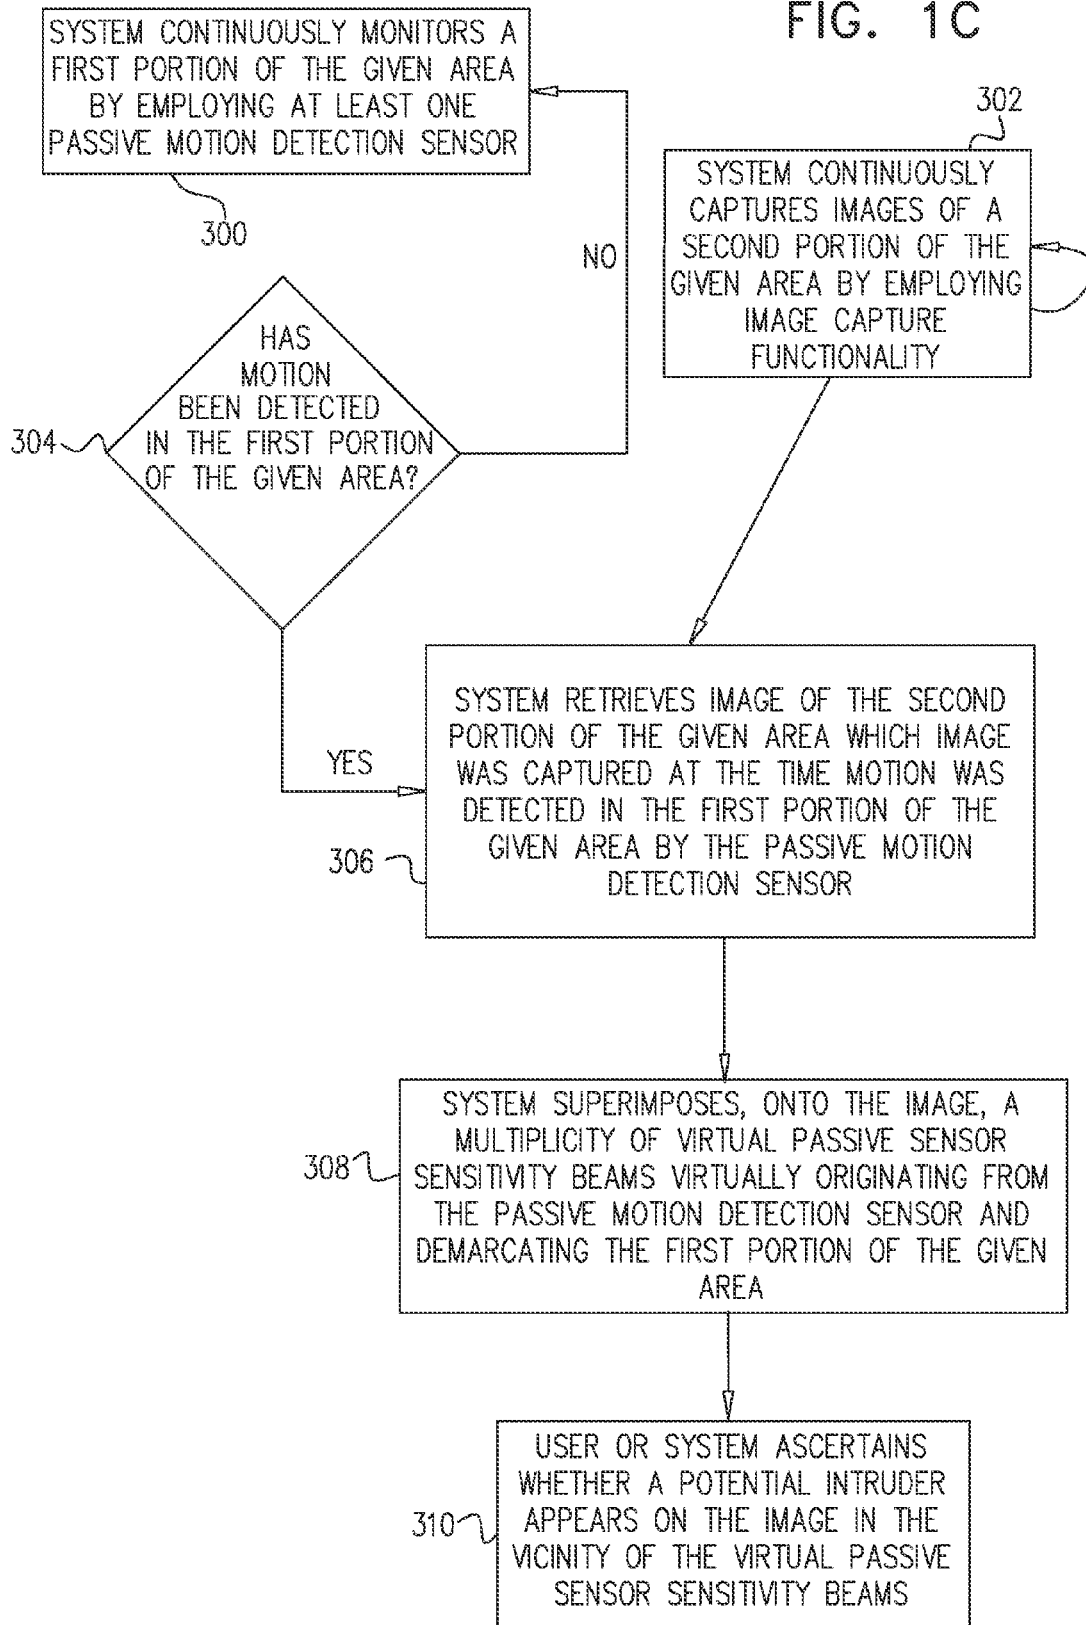 FIG. 1C
SYSTEM CONTINUOUSLY MONITORS A
FIRST PORTION OF THE GIVEN AREA
BY EMPLOYING AT LEAST ONE
PASSIVE MOTION DETECTION SENSOR
300
302
SYSTEM CONTINUOUSLY
CAPTURES IMAGES OF A
SECOND PORTION OF THE
GIVEN AREA BY EMPLOYING
IMAGE CAPTURE
FUNCTIONALITY
NO
HAS
MOTION
BEEN DETECTED
IN THE FIRST PORTION
OF THE GIVEN AREA?
304
YES
SYSTEM RETRIEVES IMAGE OF THE SECOND
PORTION OF THE GIVEN AREA WHICH IMAGE
WAS CAPTURED AT THE TIME MOTION WAS
DETECTED IN THE FIRST PORTION OF THE
GIVEN AREA BY THE PASSIVE MOTION
DETECTION SENSOR
306
SYSTEM SUPERIMPOSES, ONTO THE IMAGE, A
MULTIPLICITY OF VIRTUAL PASSIVE SENSOR
SENSITIVITY BEAMS VIRTUALLY ORIGINATING FROM
THE PASSIVE MOTION DETECTION SENSOR AND
DEMARCATING THE FIRST PORTION OF THE GIVEN
AREA
308
USER OR SYSTEM ASCERTAINS
WHETHER A POTENTIAL INTRUDER
APPEARS ON THE IMAGE IN THE
VICINITY OF THE VIRTUAL PASSIVE
SENSOR SENSITIVITY BEAMS
310